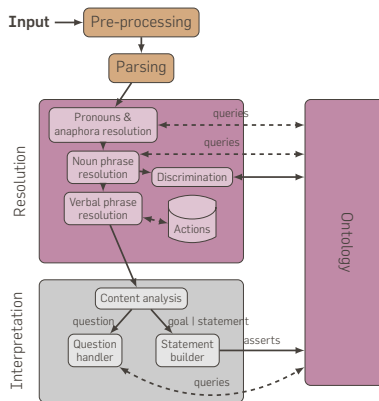 Input
Pre-processing
Parsing
Resolution
Pronouns &
anaphora resolution
queries
queries
Noun phrase
resolution
Discrimination
Verbal phrase
resolution
Actions
Ontology
Interpretation
Content analysis
question
goal | statement
Question
handler
Statement
builder
asserts
queries